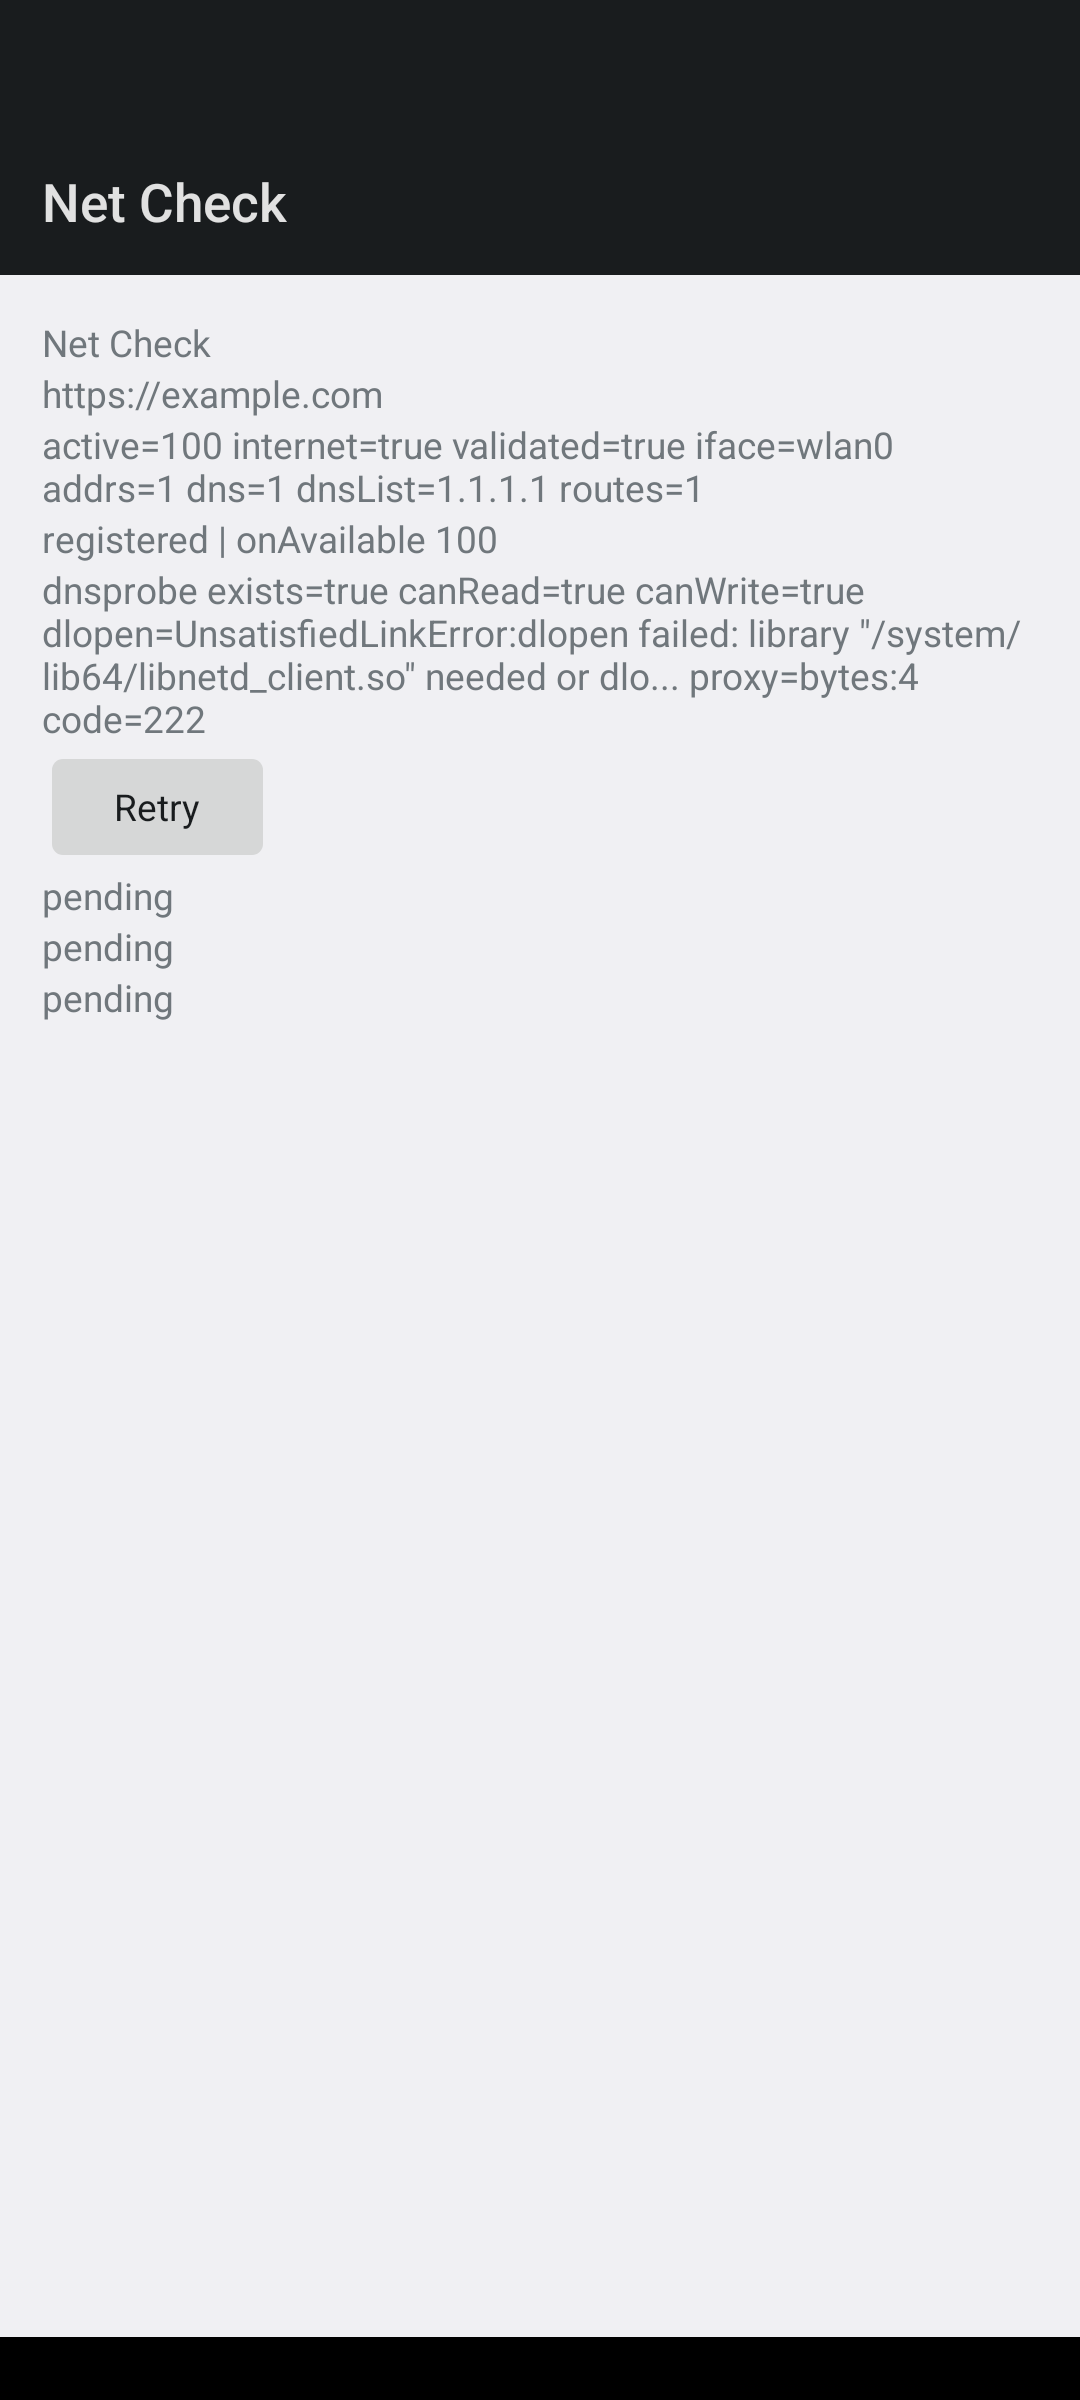 Net Check
Net Check
https://example.com
active=100 internet=true validated=true iface=wlan0
addrs=1 dns=1 dnsList=1.1.1.1 routes=1
registered | onAvailable 100
dnsprobe exists=true canRead=true canWrite=true
dlopen=UnsatisfiedLinkError:dlopen failed: library "/system/
lib64/libnetd_client.so" needed or dlo... proxy=bytes:4
code=222
Retry
pending
pending
pending